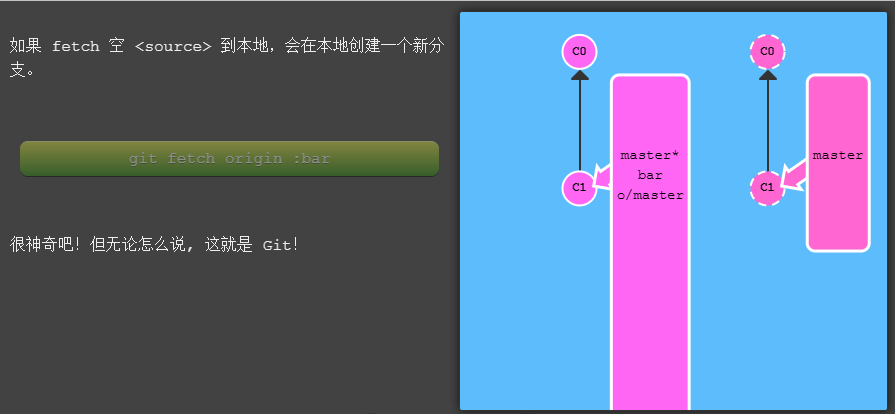 如果 fetch 空 <source> 到本地，会在本地创建一个新分
支。
git fetch origin :bar
很神奇吧！但无论怎么说, 这就是 Git！
C0
C1
master*
bar
o/master
C0
C1
master